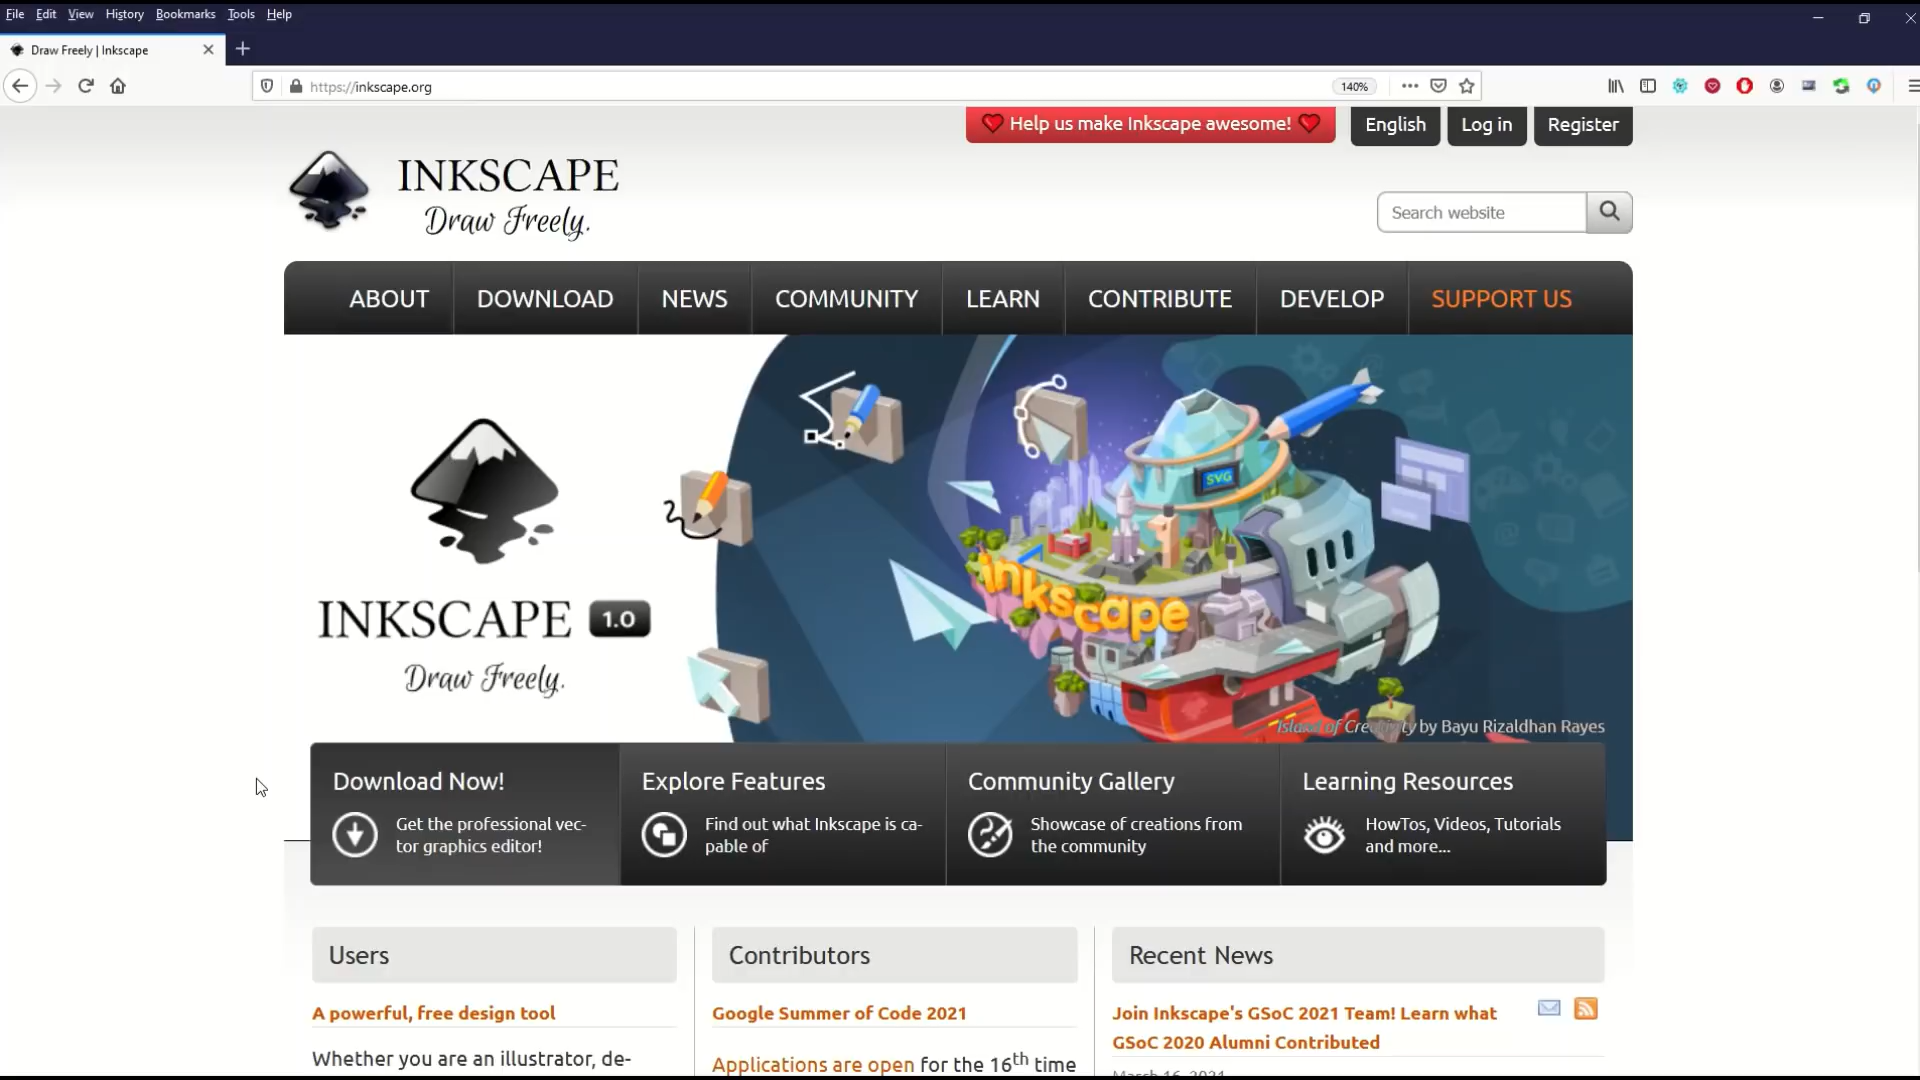 File Edit View History Bookmarks Tools Help
Draw Freely | Inkscape
https://inkscape.org
140%
Help us make Inkscape awesome!
English
Log in
Register
INKSCAPE
Draw Freely.
Search website
ABOUT
DOWNLOAD
NEWS
COMMUNITY
LEARN
CONTRIBUTE
DEVELOP
SUPPORT US
SVG
inkscape
INKSCAPE 1.0
Draw Freely.
Island of Creativity by Bayu Rizaldhan Rayes
Download Now!
Get the professional vec-
tor graphics editor!
Explore Features
Find out what Inkscape is ca-
pable of
Community Gallery
Showcase of creations from
the community
Learning Resources
HowTos, Videos, Tutorials
and more...
Users
A powerful, free design tool
Whether you are an illustrator, de-
Contributors
Google Summer of Code 2021
Applications are open for the 16th time
Recent News
Join Inkscape's GSoC 2021 Team! Learn what
GSoC 2020 Alumni Contributed
March 16, 2021